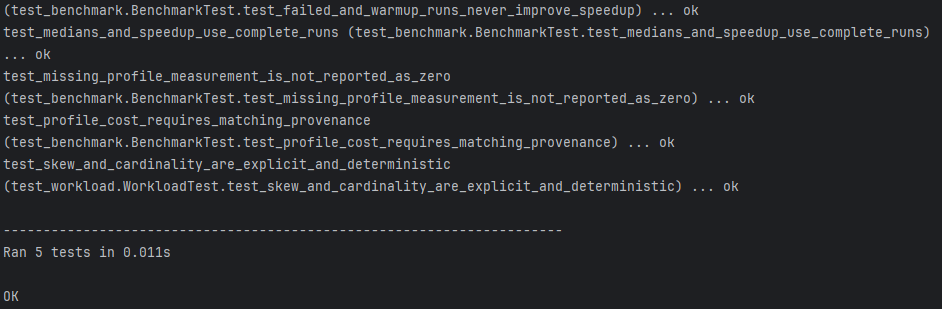 (test_benchmark.BenchmarkTest.test_failed_and_warmup_runs_never_improve_speedup) ... ok
test_medians_and_speedup_use_complete_runs (test_benchmark.BenchmarkTest.test_medians_and_speedup_use_complete_runs)
... ok
test_missing_profile_measurement_is_not_reported_as_zero
(test_benchmark.BenchmarkTest.test_missing_profile_measurement_is_not_reported_as_zero) ... ok
test_profile_cost_requires_matching_provenance
(test_benchmark.BenchmarkTest.test_profile_cost_requires_matching_provenance) ... ok
test_skew_and_cardinality_are_explicit_and_deterministic
(test_workload.WorkloadTest.test_skew_and_cardinality_are_explicit_and_deterministic) ... ok
----------------------------------------------------------------------
Ran 5 tests in 0.011s
OK